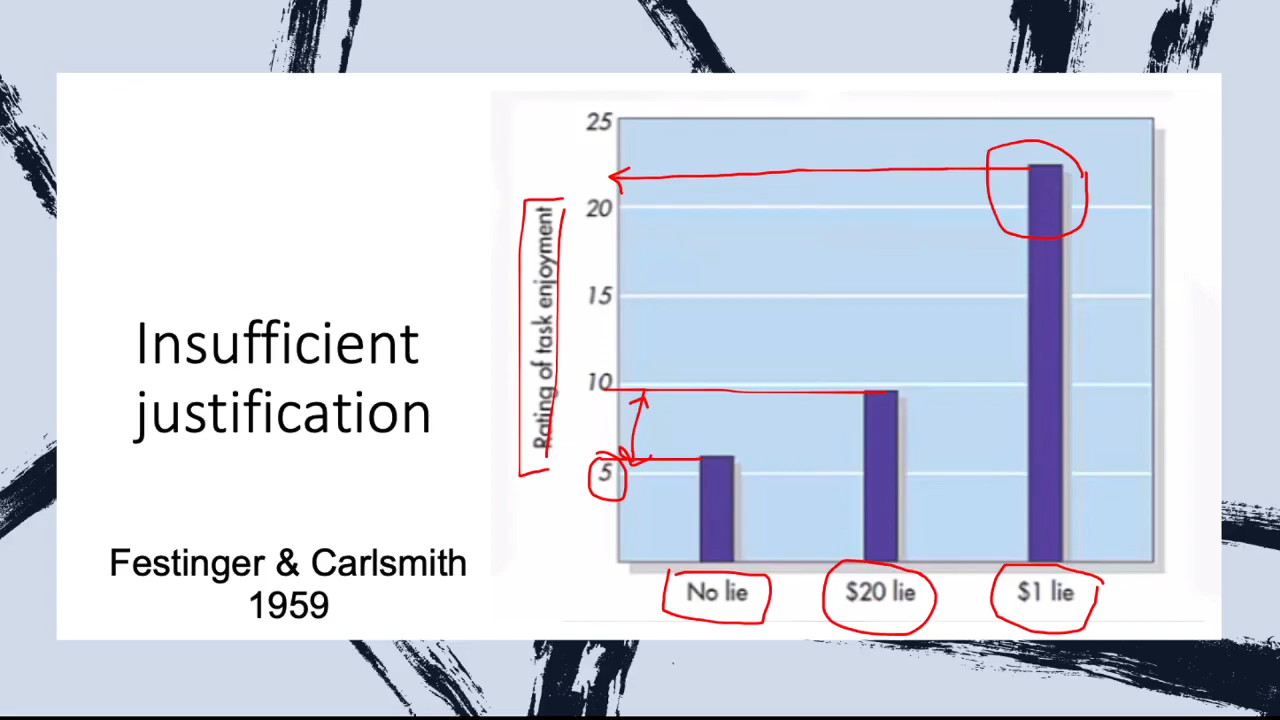 Insufficient
justification
Festinger & Carlsmith
1959
Rating of task enjoyment
25
20
15
10
5
No lie
$20 lie
$1 lie